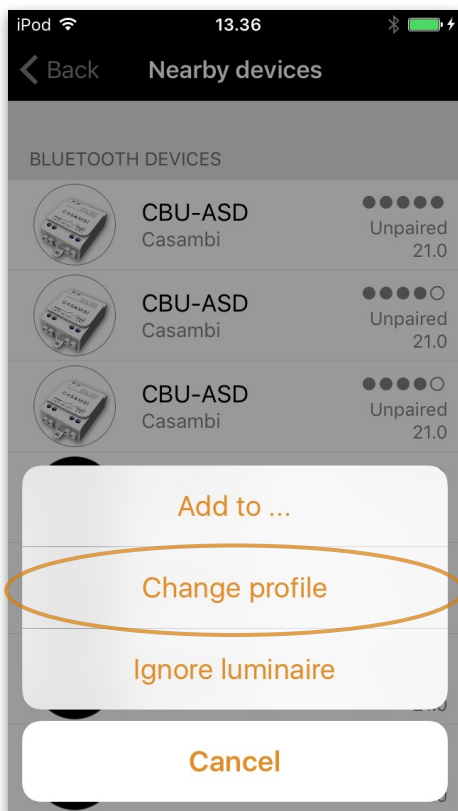 iPod 13.36
Back Nearby devices
BLUETOOTH DEVICES
CBU-ASD
Casambi
Unpaired
21.0
CBU-ASD
Casambi
Unpaired
21.0
CBU-ASD
Casambi
Unpaired
21.0
Add to ...
Change profile
Ignore luminaire
Cancel